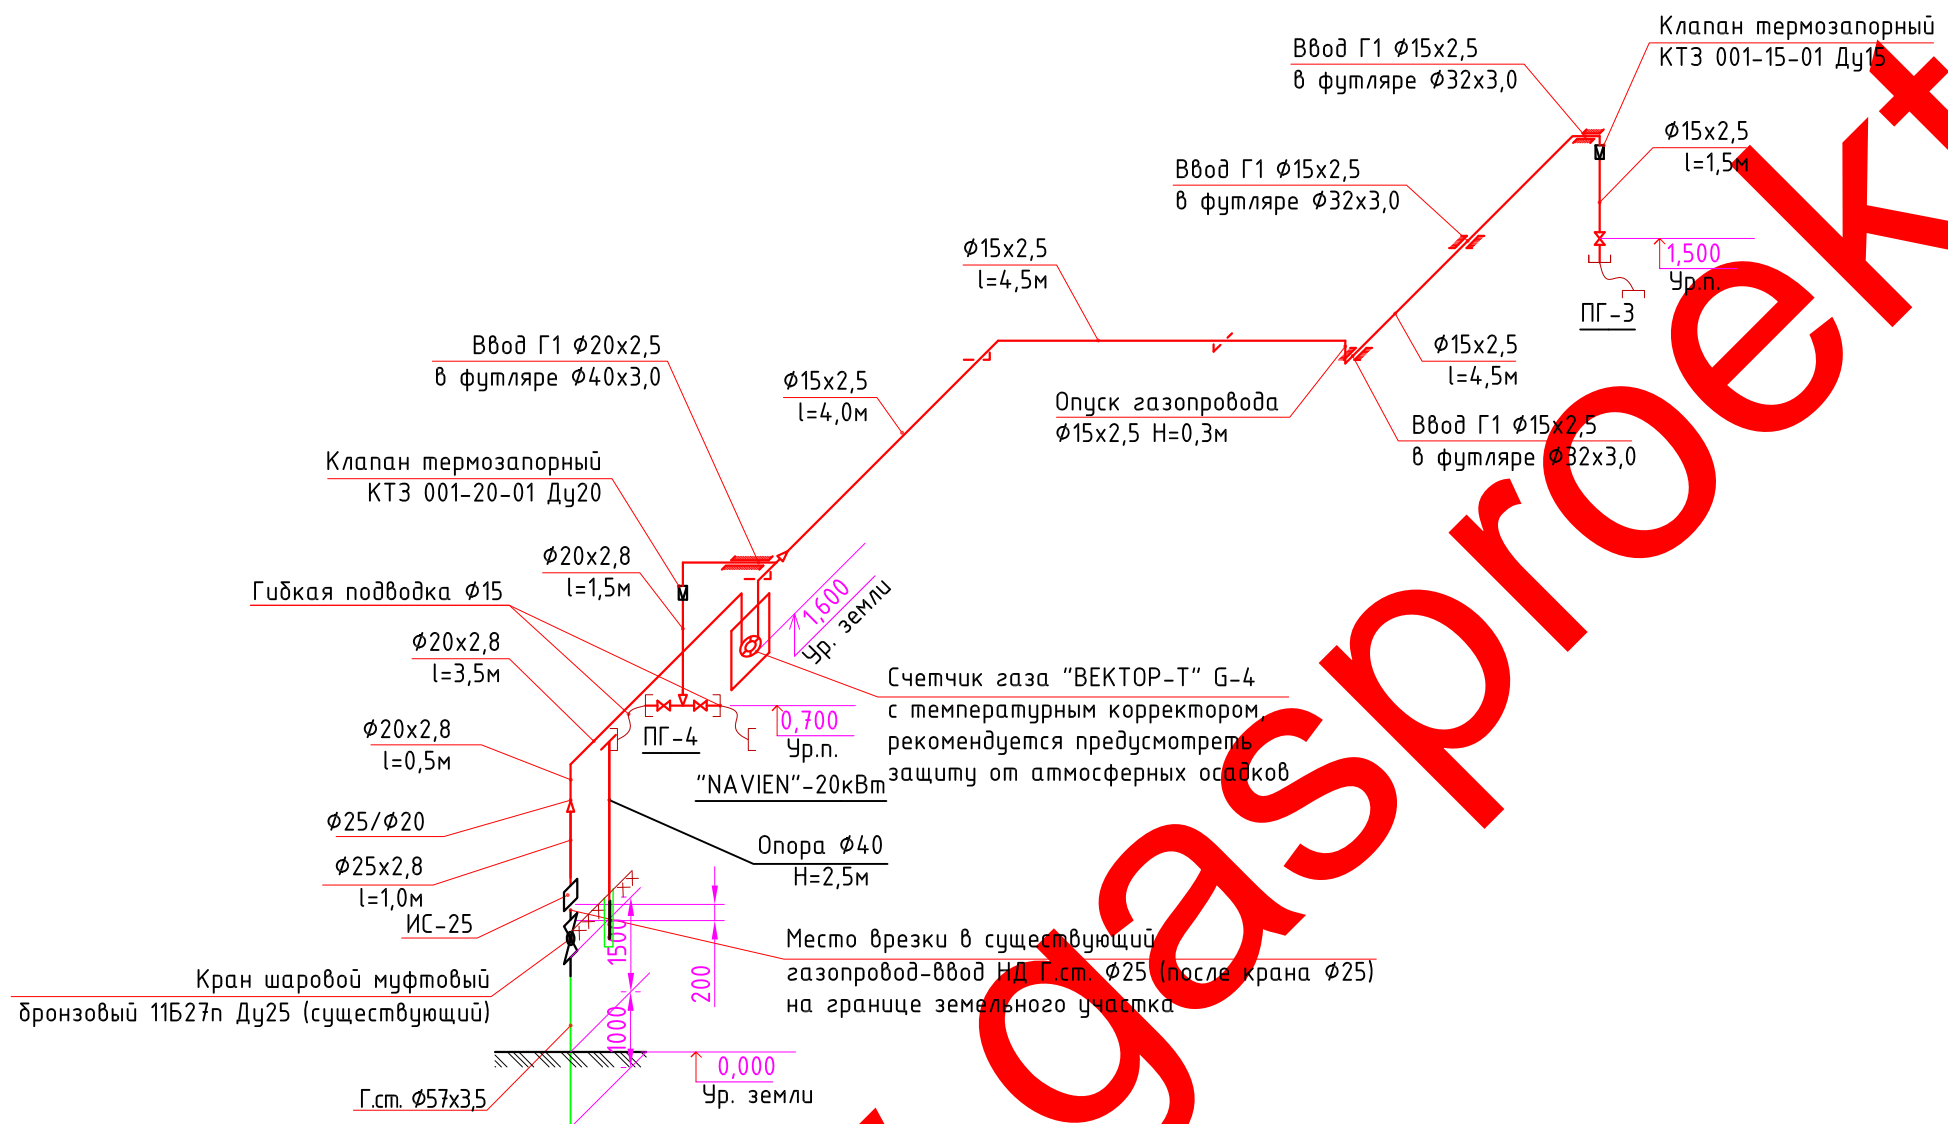 Клапан термозапорный
КТЗ 001-15-01 Ду15
Ввод Г1 Ф15х2,5
в футляре Ф32х3,0
Ф15х2,5
l=1,5м
Ввод Г1 Ф15х2,5
в футляре Ф32х3,0
1,500
Ур.п.
ПГ-3
Ф15х2,5
l=4,5м
Ф15х2,5
l=4,5м
Ввод Г1 Ф20х2,5
в футляре Ф40х3,0
Ф15х2,5
l=4,0м
Опуск газопровода
Ф15х2,5 Н=0,3м
Ввод Г1 Ф15х2,5
в футляре Ф32х3,0
Клапан термозапорный
КТЗ 001-20-01 Ду20
Ф20х2,8
l=1,5м
Гибкая подводка Ф15
1,600
Ур. земли
Ф20х2,8
l=3,5м
Счетчик газа "ВЕКТОР-Т" G-4
с температурным корректором,
рекомендуется предусмотреть
защиту от атмосферных осадков
0,700
Ур.п.
ПГ-4
"NAVIEN"-20кВт
Ф20х2,8
l=0,5м
Ф25/Ф20
Опора Ф40
Н=2,5м
Ф25х2,8
l=1,0м
ИС-25
1500
200
1000
Место врезки в существующий
газопровод-ввод НД Г.ст. Ф25 (после крана Ф25)
на границе земельного участка
Кран шаровой муфтовый
бронзовый 11Б27п Ду25 (существующий)
0,000
Ур. земли
Г.ст. Ф57х3,5
gasproekt